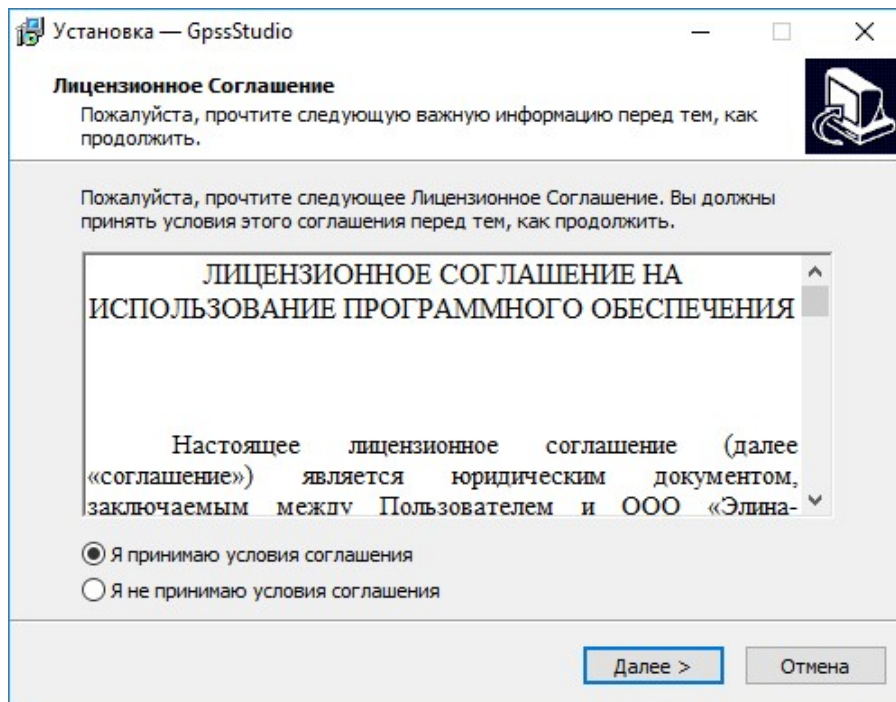 Установка — GpssStudio
Лицензионное Соглашение
Пожалуйста, прочтите следующую важную информацию перед тем, как
продолжить.
Пожалуйста, прочтите следующее Лицензионное Соглашение. Вы должны
принять условия этого соглашения перед тем, как продолжить.
ЛИЦЕНЗИОННОЕ СОГЛАШЕНИЕ НА
ИСПОЛЬЗОВАНИЕ ПРОГРАММНОГО ОБЕСПЕЧЕНИЯ
Настоящее лицензионное соглашение (далее
«соглашение») является юридическим документом,
заключаемым между Пользователем и ООО «Элина-
Я принимаю условия соглашения
Я не принимаю условия соглашения
Далее >
Отмена